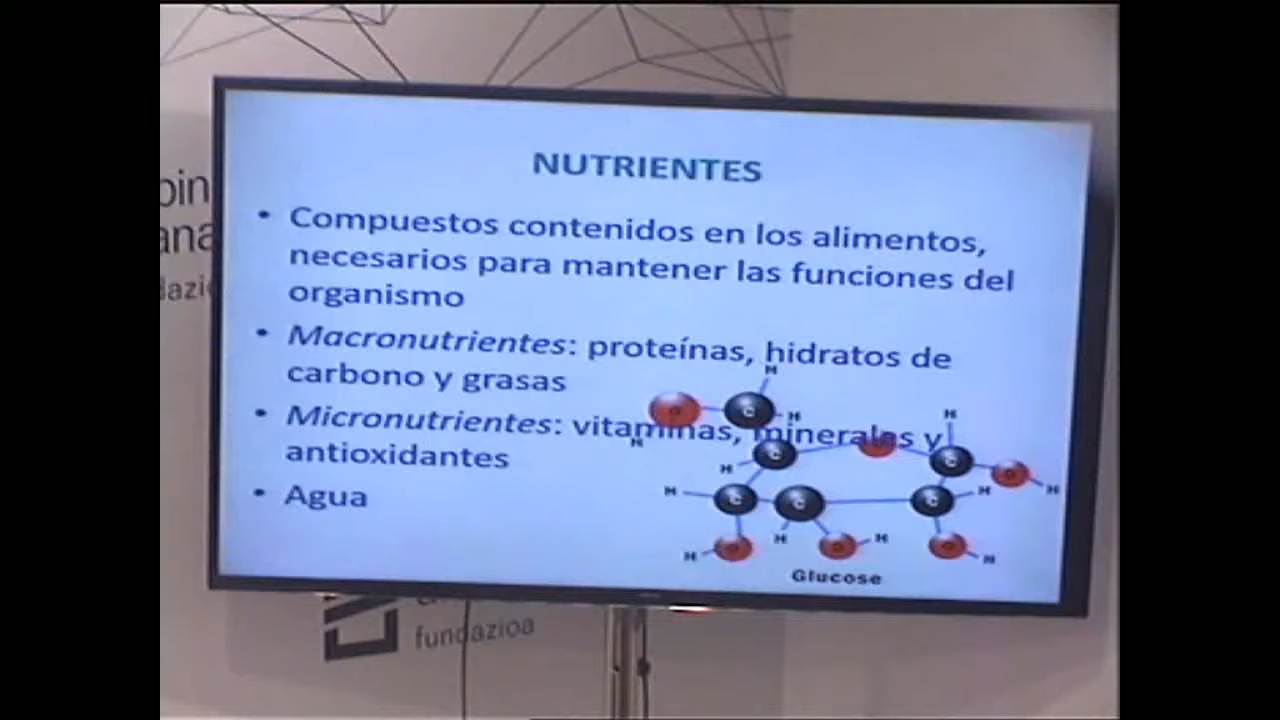 NUTRIENTES
• Compuestos contenidos en los alimentos,
necesarios para mantener las funciones del
organismo
• Macronutrientes: proteínas, hidratos de
carbono y grasas
• Micronutrientes: vitaminas, minerales y
antioxidantes
• Agua
H
O C H
H
C O C
H
H C C C H
O H
H O H O H O H
Glucose
fundazioa